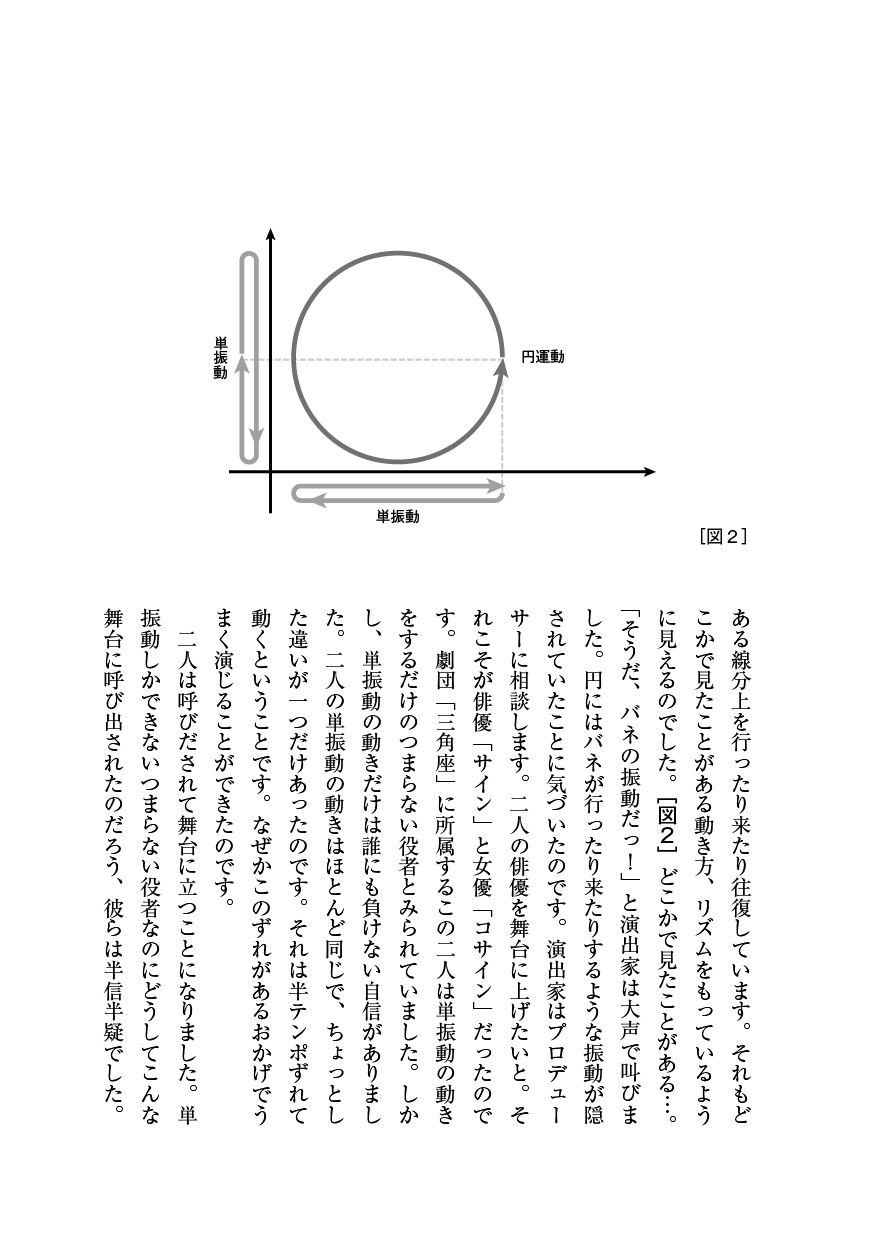 単振動
円運動
単振動
［図２］
ある線分上を行ったり来たり往復しています。それもど
こかで見たことがある動き方、リズムをもっているよう
に見えるのでした。［図２］どこかで見たことがある…。
「そうだ、バネの振動だっ！」と演出家は大声で叫びま
した。円にはバネが行ったり来たりするような振動が隠
されていたことに気づいたのです。演出家はプロデュー
サーに相談します。二人の俳優を舞台に上げたいと。そ
れこそが俳優「サイン」と女優「コサイン」だったので
す。劇団「三角座」に所属するこの二人は単振動の動き
をするだけのつまらない役者とみられていました。しか
し、単振動の動きだけは誰にも負けない自信がありまし
た。二人の単振動の動きはほとんど同じで、ちょっとし
た違いが一つだけあったのです。それは半テンポずれて
動くということです。なぜかこのずれがあるおかげでう
まく演じることができたのです。
二人は呼びだされて舞台に立つことになりました。単
振動しかできないつまらない役者なのにどうしてこんな
舞台に呼び出されたのだろう、彼らは半信半疑でした。